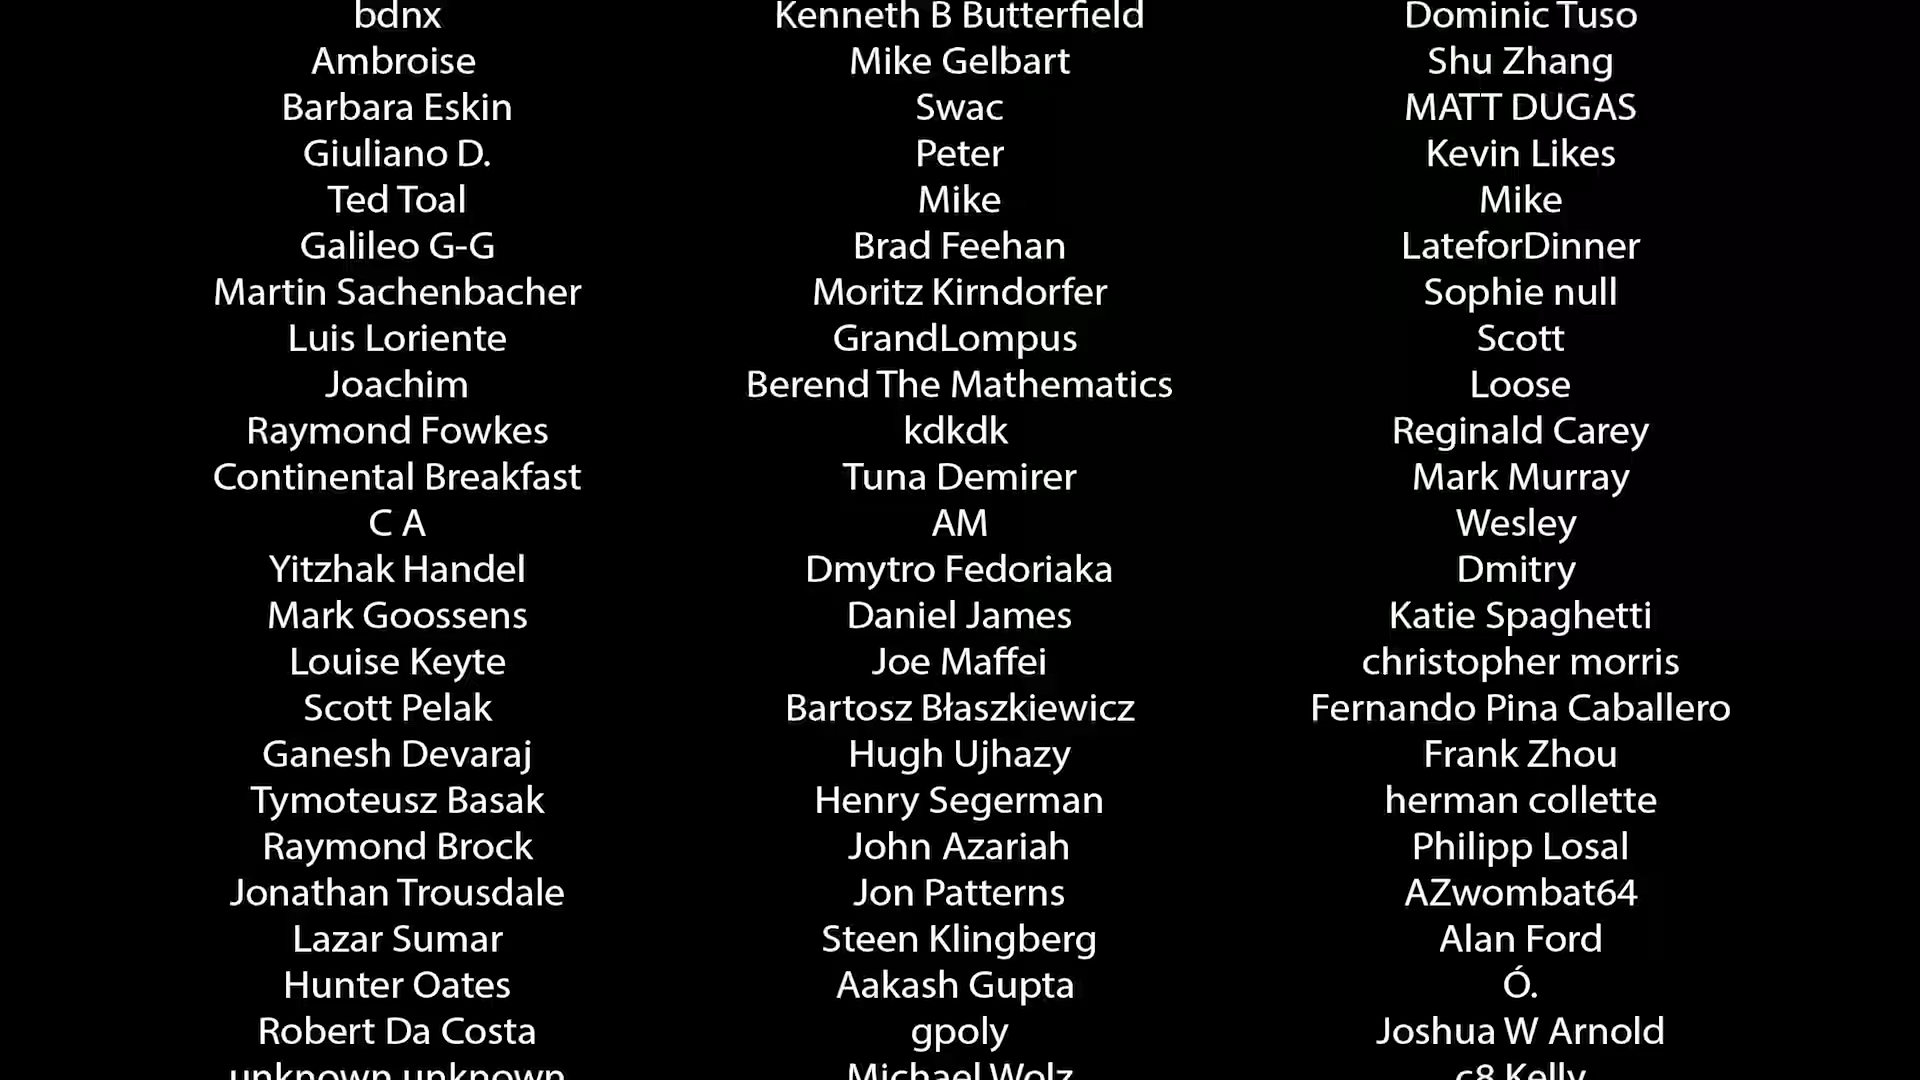 bdnx
Ambroise
Barbara Eskin
Giuliano D.
Ted Toal
Galileo G-G
Martin Sachenbacher
Luis Loriente
Joachim
Raymond Fowkes
Continental Breakfast
C A
Yitzhak Handel
Mark Goossens
Louise Keyte
Scott Pelak
Ganesh Devaraj
Tymoteusz Basak
Raymond Brock
Jonathan Trousdale
Lazar Sumar
Hunter Oates
Robert Da Costa
unknown unknown
Kenneth B Butterfield
Mike Gelbart
Swac
Peter
Mike
Brad Feehan
Moritz Kirndorfer
GrandLompus
Berend The Mathematics
kdkdk
Tuna Demirer
AM
Dmytro Fedoriaka
Daniel James
Joe Maffei
Bartosz Błaszkiewicz
Hugh Ujhazy
Henry Segerman
John Azariah
Jon Patterns
Steen Klingberg
Aakash Gupta
gpoly
Michael Wolz
Dominic Tuso
Shu Zhang
MATT DUGAS
Kevin Likes
Mike
LateforDinner
Sophie null
Scott
Loose
Reginald Carey
Mark Murray
Wesley
Dmitry
Katie Spaghetti
christopher morris
Fernando Pina Caballero
Frank Zhou
herman collette
Philipp Losal
AZwombat64
Alan Ford
Ó.
Joshua W Arnold
c8 Kelly